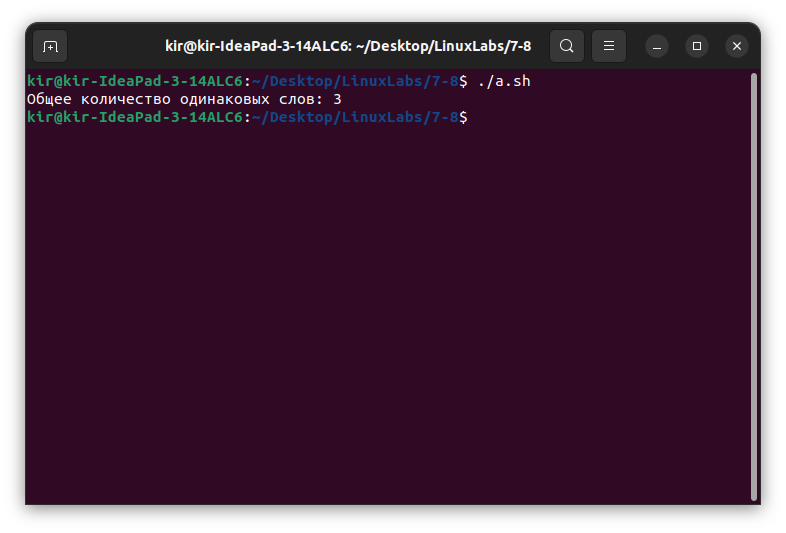 kir@kir-IdeaPad-3-14ALC6: ~/Desktop/LinuxLabs/7-8
kir@kir-IdeaPad-3-14ALC6:~/Desktop/LinuxLabs/7-8$ ./a.sh
Общее количество одинаковых слов: 3
kir@kir-IdeaPad-3-14ALC6:~/Desktop/LinuxLabs/7-8$